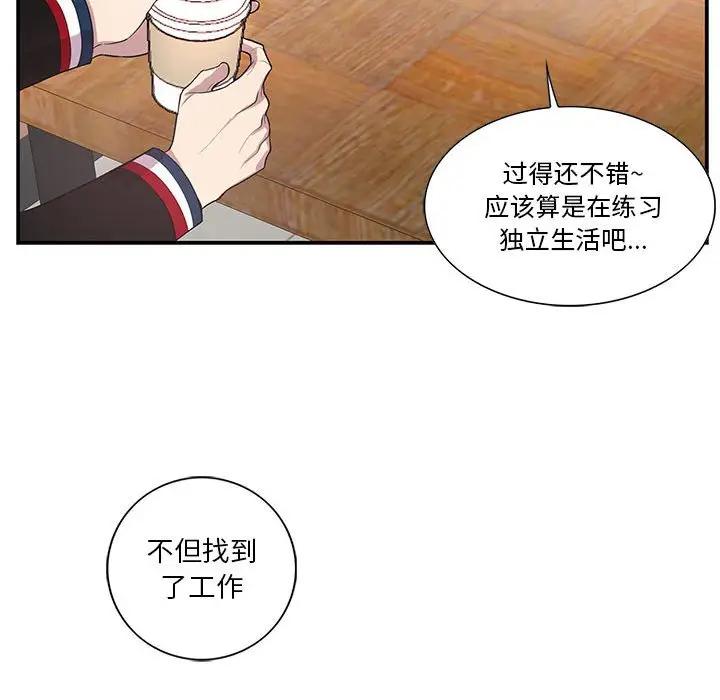 过得还不错~
应该算是在练习
独立生活吧...
不但找到
了工作